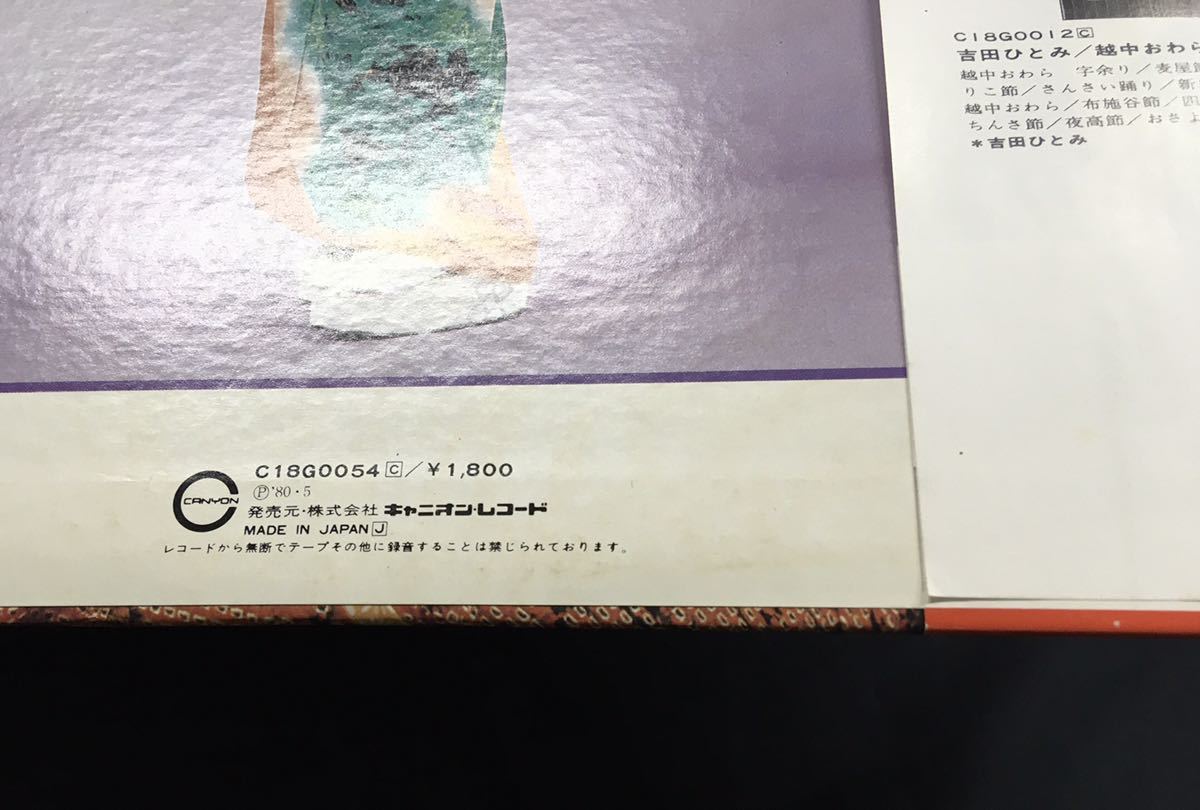 C18G0054 C／￥1,800
CANYON
Ⓟ'80・5
発売元・株式会社 キャニオン・レコード
MADE IN JAPAN J
レコードから無断でテープその他に録音することは禁じられております。
C18G0012 C
吉田ひとみ／越中おわら
越中おわら 字余り／麦屋節
りこ節／さんさい踊り／新
越中おわら／布施谷節／四
ちんさ節／夜高節／おさよ
＊吉田ひとみ